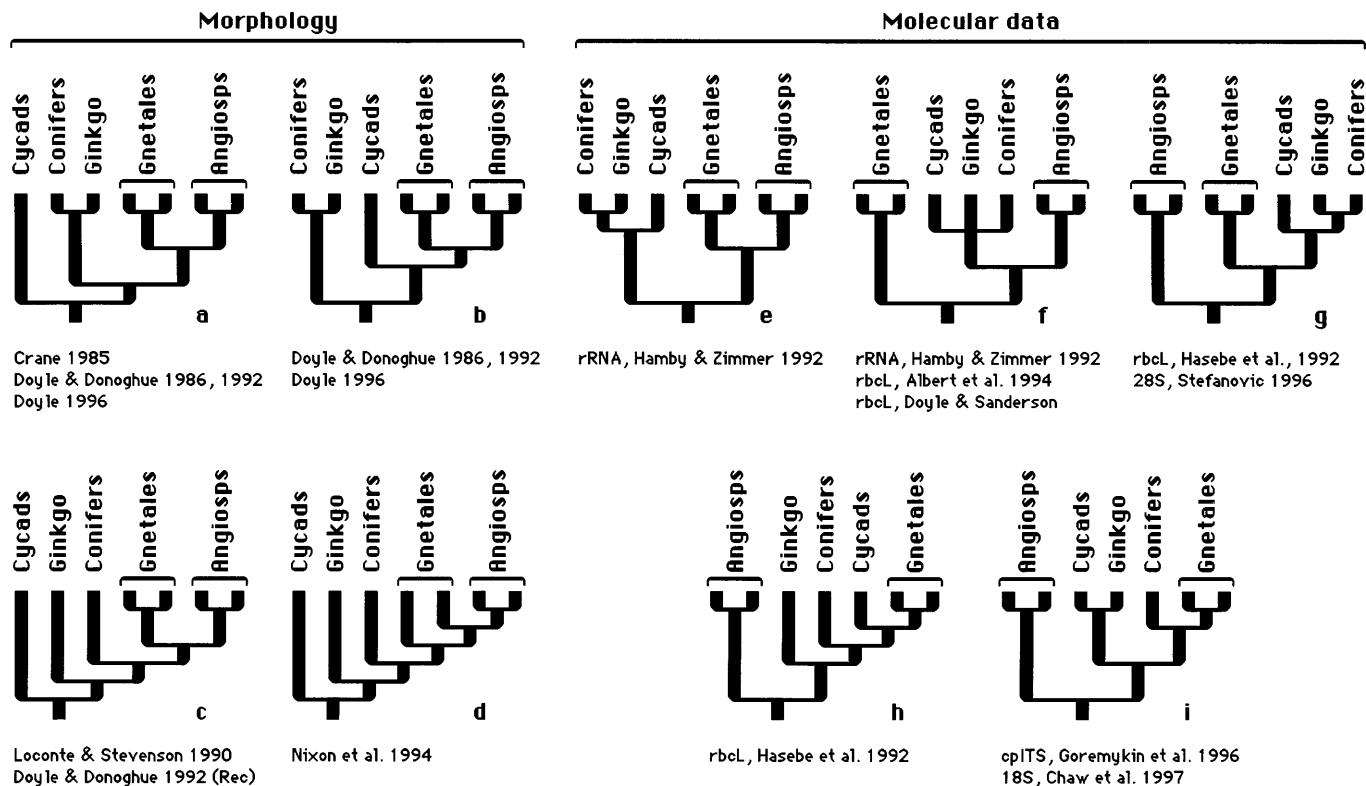 Morphology
Molecular data
Cycads
Conifers
Ginkgo
Gnetales
Angiosps
a
Crane 1985
Doyle & Donoghue 1986, 1992
Doyle 1996
Conifers
Ginkgo
Cycads
Gnetales
Angiosps
b
Doyle & Donoghue 1986, 1992
Doyle 1996
Conifers
Ginkgo
Cycads
Gnetales
Angiosps
e
rRNA, Hamby & Zimmer 1992
Gnetales
Cycads
Ginkgo
Conifers
Angiosps
f
rRNA, Hamby & Zimmer 1992
rbcL, Albert et al. 1994
rbcL, Doyle & Sanderson
Angiosps
Gnetales
Cycads
Ginkgo
Conifers
g
rbcL, Hasebe et al., 1992
28S, Stefanovic 1996
Cycads
Ginkgo
Conifers
Gnetales
Angiosps
c
Loconte & Stevenson 1990
Doyle & Donoghue 1992 (Rec)
Cycads
Ginkgo
Conifers
Gnetales
Angiosps
d
Nixon et al. 1994
Angiosps
Ginkgo
Conifers
Cycads
Gnetales
h
rbcL, Hasebe et al. 1992
Angiosps
Cycads
Ginkgo
Conifers
Gnetales
i
cpITS, Goremykin et al. 1996
18S, Chaw et al. 1997